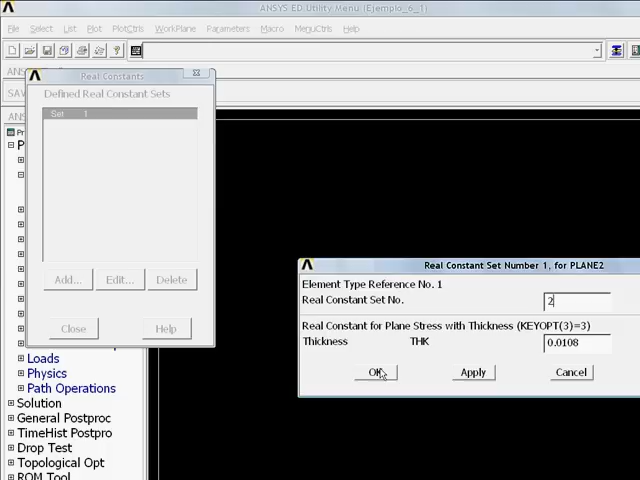 ANSYS ED Utility Menu (Ejemplo_6_1)
File Select List Plot PlotCtrls WorkPlane Parameters Macro MenuCtrls Help
Real Constants
Defined Real Constant Sets
Set 1
Add... Edit... Delete
Close Help
Real Constant Set Number 1, for PLANE2
Element Type Reference No. 1
Real Constant Set No. 2
Real Constant for Plane Stress with Thickness (KEYOPT(3)=3)
Thickness THK 0.0108
OK Apply Cancel
Loads
Physics
Path Operations
Solution
General Postproc
TimeHist Postpro
Drop Test
Topological Opt
ROM Tool